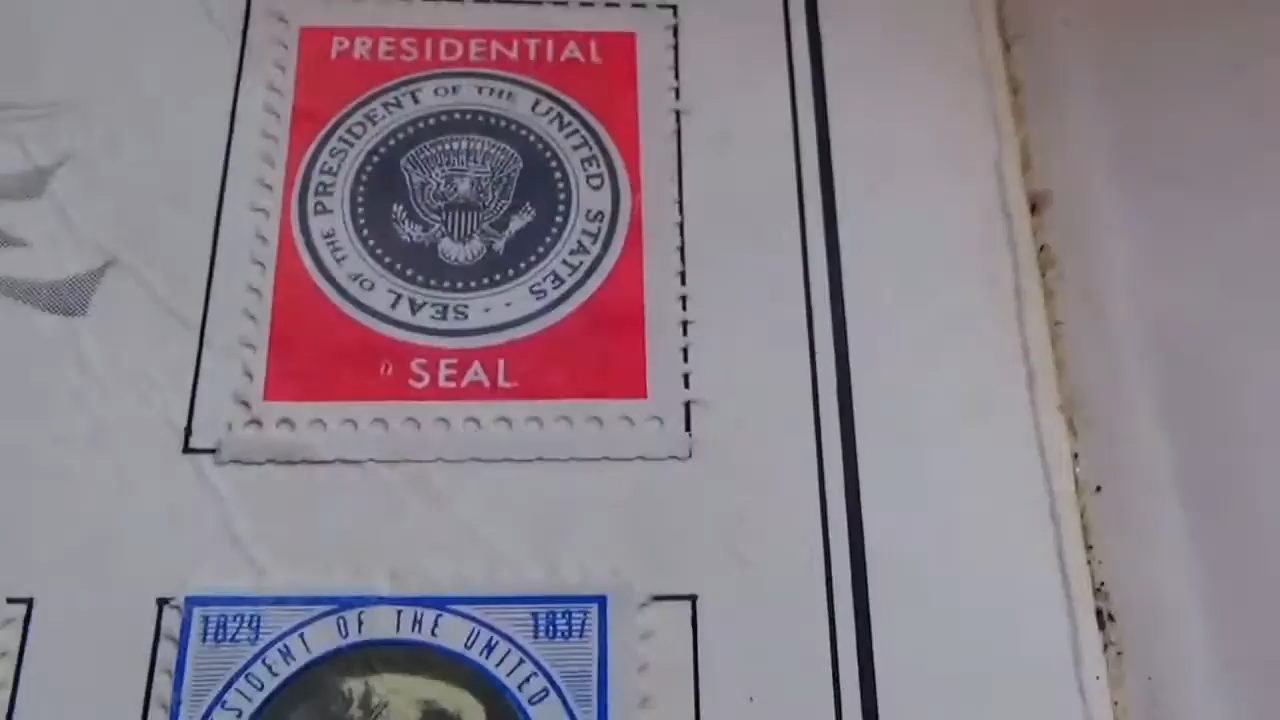 PRESIDENTIAL
SEAL OF THE PRESIDENT OF THE UNITED STATES
SEAL
1829
1837
SIDENT OF THE UNITED